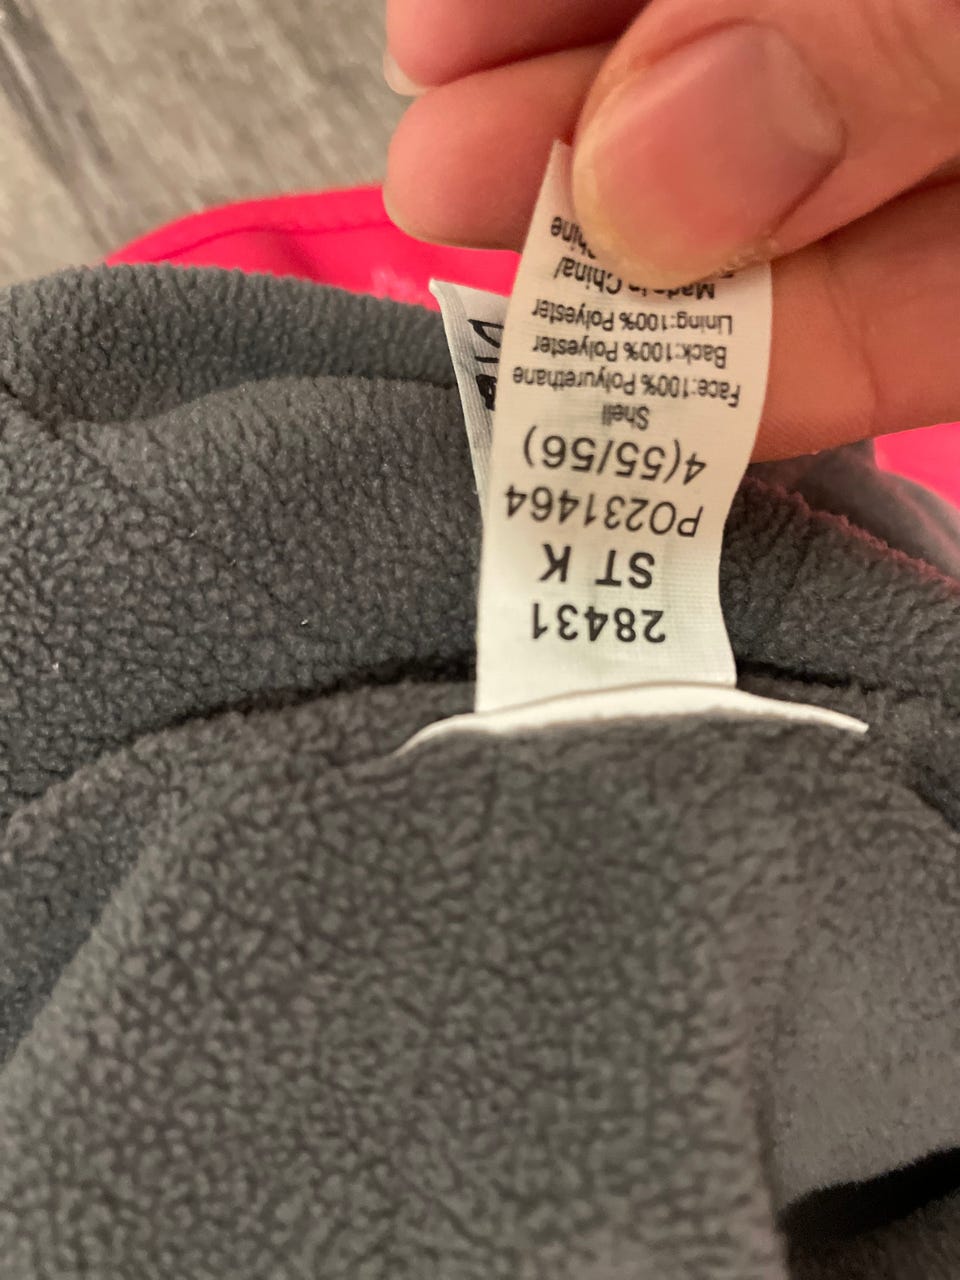 28431
ST K
PO231464
4(55/56)
Shell
Face:100% Polyurethane
Back:100% Polyester
Lining:100% Polyester
Made in China/